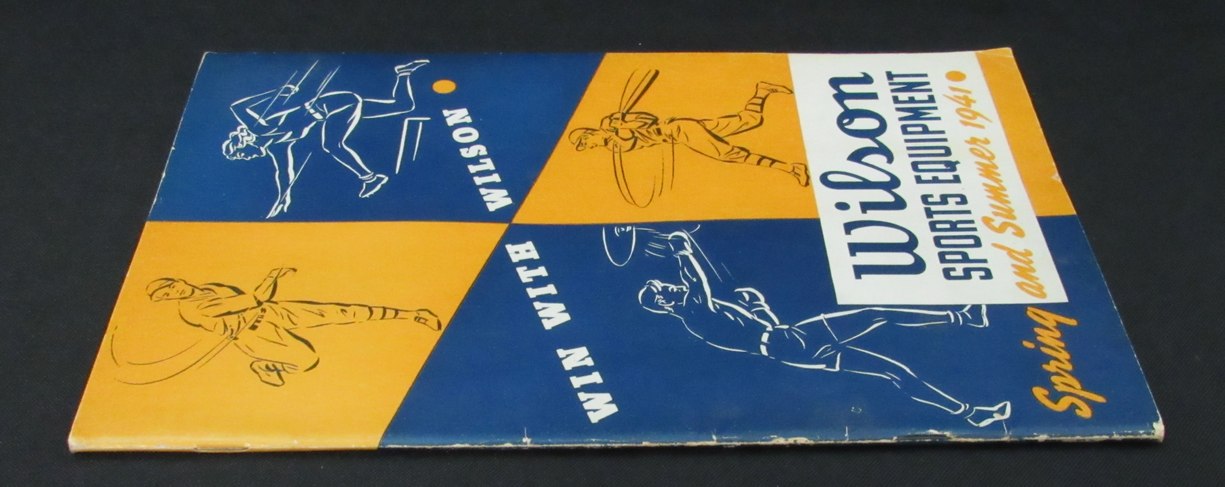 Wilson
SPORTS EQUIPMENT
Spring and Summer 1941
WIN WITH WILSON